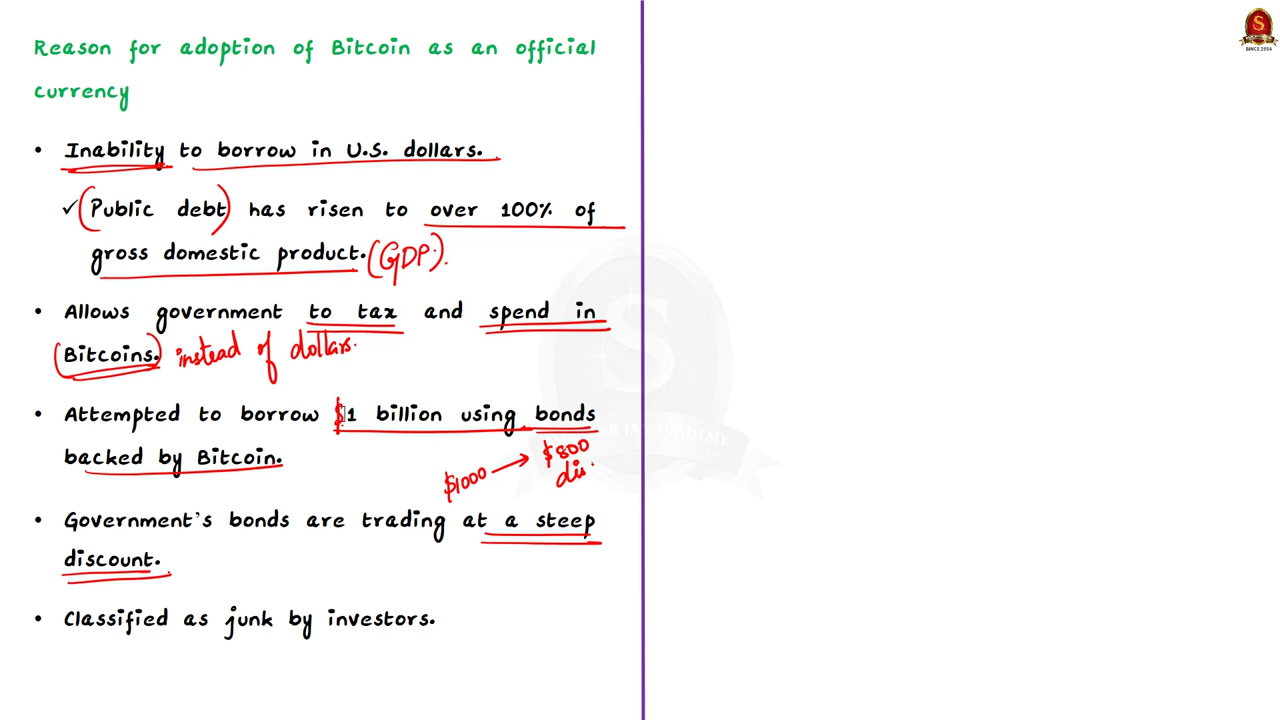 Reason for adoption of Bitcoin as an official
currency
• Inability to borrow in U.S. dollars.
✓ (Public debt) has risen to over 100% of
gross domestic product. (GDP).
• Allows government to tax and spend in
(Bitcoins.) instead of dollars.
• Attempted to borrow $1 billion using bonds
backed by Bitcoin.
$1000 → $800
dis.
• Government's bonds are trading at a steep
discount.
• Classified as junk by investors.
S
SINCE 2004